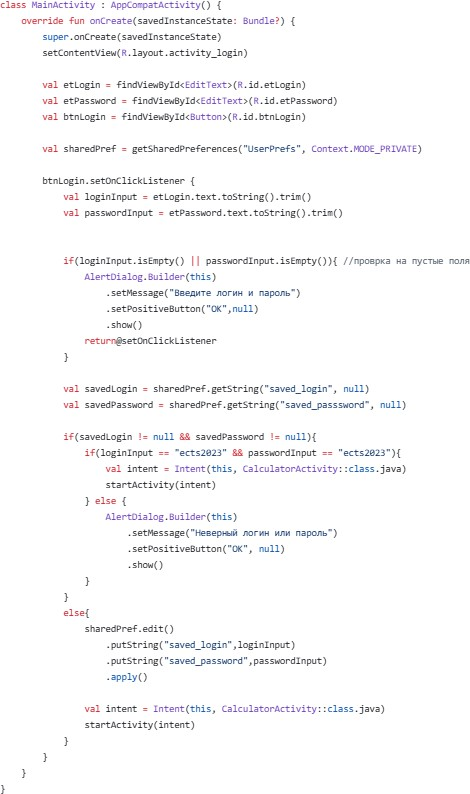 class MainActivity : AppCompatActivity() {
    override fun onCreate(savedInstanceState: Bundle?) {
        super.onCreate(savedInstanceState)
        setContentView(R.layout.activity_login)

        val etLogin = findViewById<EditText>(R.id.etLogin)
        val etPassword = findViewById<EditText>(R.id.etPassword)
        val btnLogin = findViewById<Button>(R.id.btnLogin)

        val sharedPref = getSharedPreferences("UserPrefs", Context.MODE_PRIVATE)

        btnLogin.setOnClickListener {
            val loginInput = etLogin.text.toString().trim()
            val passwordInput = etPassword.text.toString().trim()


            if(loginInput.isEmpty() || passwordInput.isEmpty()){ //проврка на пустые поля
                AlertDialog.Builder(this)
                    .setMessage("Введите логин и пароль")
                    .setPositiveButton("OK",null)
                    .show()
                return@setOnClickListener
            }

            val savedLogin = sharedPref.getString("saved_login", null)
            val savedPassword = sharedPref.getString("saved_passsword", null)

            if(savedLogin != null && savedPassword != null){
                if(loginInput == "ects2023" && passwordInput == "ects2023"){
                    val intent = Intent(this, CalculatorActivity::class.java)
                    startActivity(intent)
                } else {
                    AlertDialog.Builder(this)
                        .setMessage("Неверный логин или пароль")
                        .setPositiveButton("OK", null)
                        .show()
                }
            }
            else{
                sharedPref.edit()
                    .putString("saved_login",loginInput)
                    .putString("saved_password",passwordInput)
                    .apply()

                val intent = Intent(this, CalculatorActivity::class.java)
                startActivity(intent)
            }
        }
    }
}